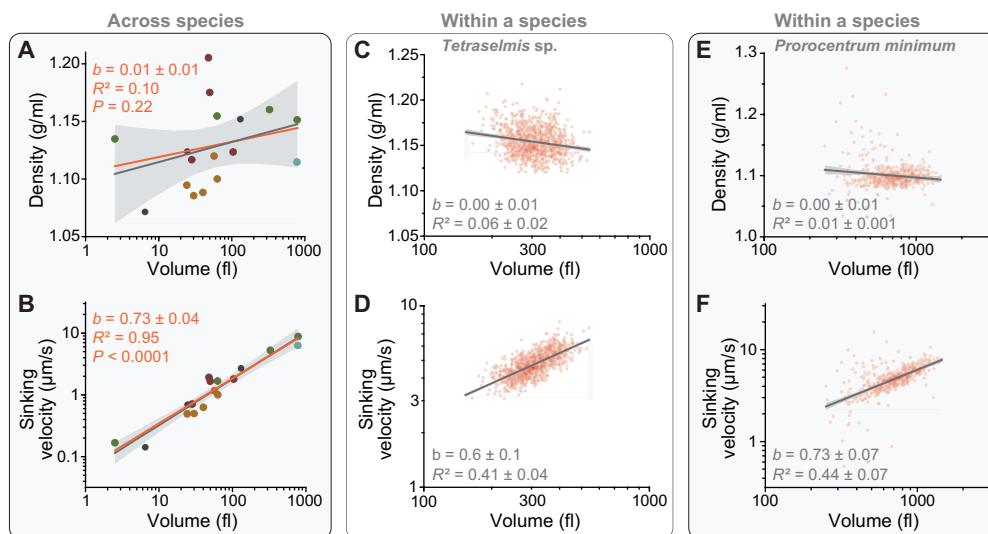 Across species
A
1.20
1.15
1.10
1.05
Density (g/ml)
b = 0.01 ± 0.01
R² = 0.10
P = 0.22
1
10
100
1000
Volume (fl)
B
10
1
0.1
Sinking
velocity (μm/s)
b = 0.73 ± 0.04
R² = 0.95
P < 0.0001
1
10
100
1000
Volume (fl)
Within a species
C
Tetraselmis sp.
1.25
1.20
1.15
1.10
1.05
Density (g/ml)
b = 0.00 ± 0.01
R² = 0.06 ± 0.02
100
1000
Volume (fl)
D
10
3
1
Sinking
velocity (μm/s)
b = 0.6 ± 0.1
R² = 0.41 ± 0.04
100
1000
Volume (fl)
Within a species
E
Prorocentrum minimum
1.3
1.2
1.1
1.0
Density (g/ml)
b = 0.00 ± 0.01
R² = 0.01 ± 0.001
100
1000
Volume (fl)
F
10
1
Sinking
velocity (μm/s)
b = 0.73 ± 0.07
R² = 0.44 ± 0.07
100
1000
Volume (fl)